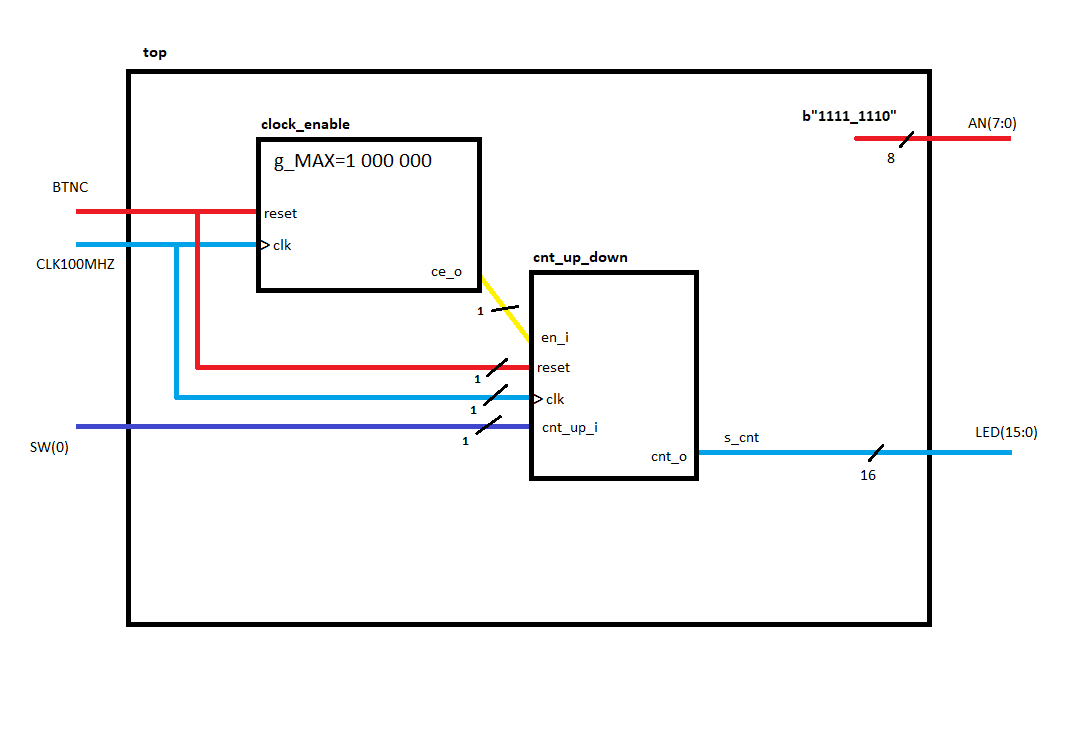 top
b"1111_1110"
AN(7:0)
8
clock_enable
g_MAX=1 000 000
BTNC
reset
clk
CLK100MHZ
ce_o
cnt_up_down
1
en_i
reset
1
clk
1
cnt_up_i
1
SW(0)
s_cnt
LED(15:0)
cnt_o
16